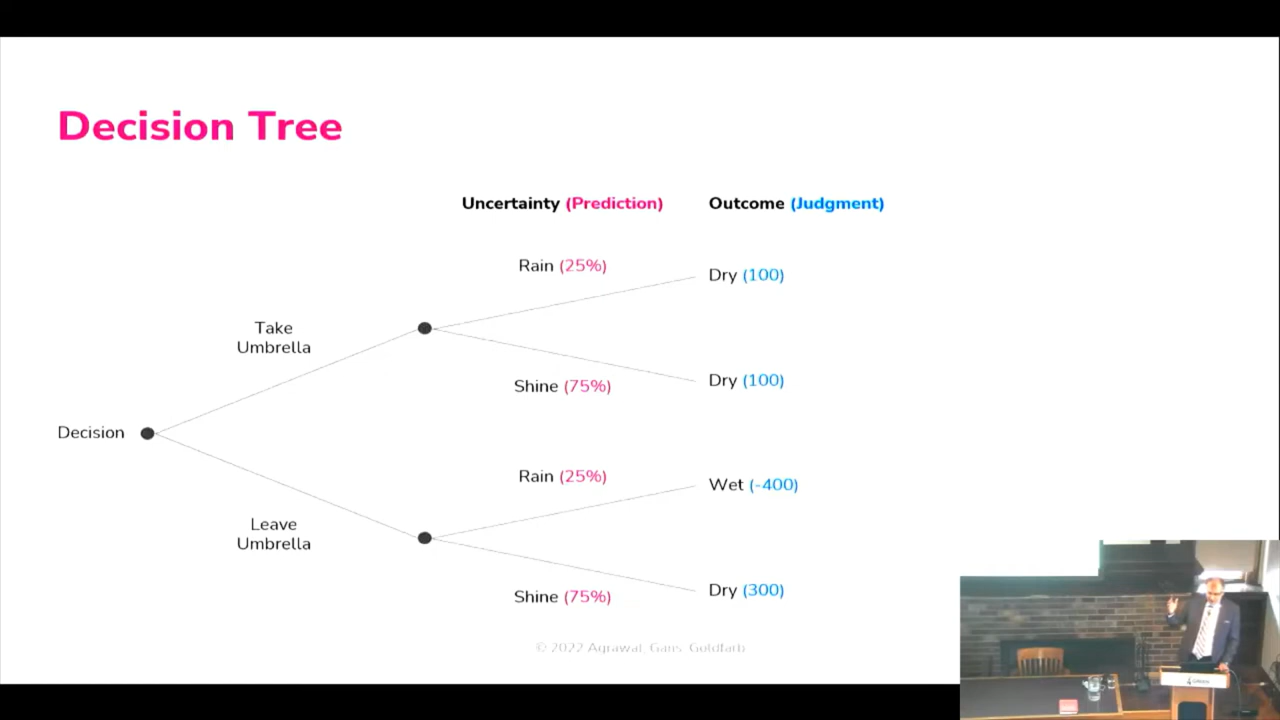 Decision Tree
Uncertainty (Prediction)
Outcome (Judgment)
Rain (25%)
Dry (100)
Take
Umbrella
Shine (75%)
Dry (100)
Decision
Rain (25%)
Wet (-400)
Leave
Umbrella
Shine (75%)
Dry (300)
© 2022 Agrawal, Gans, Goldfarb